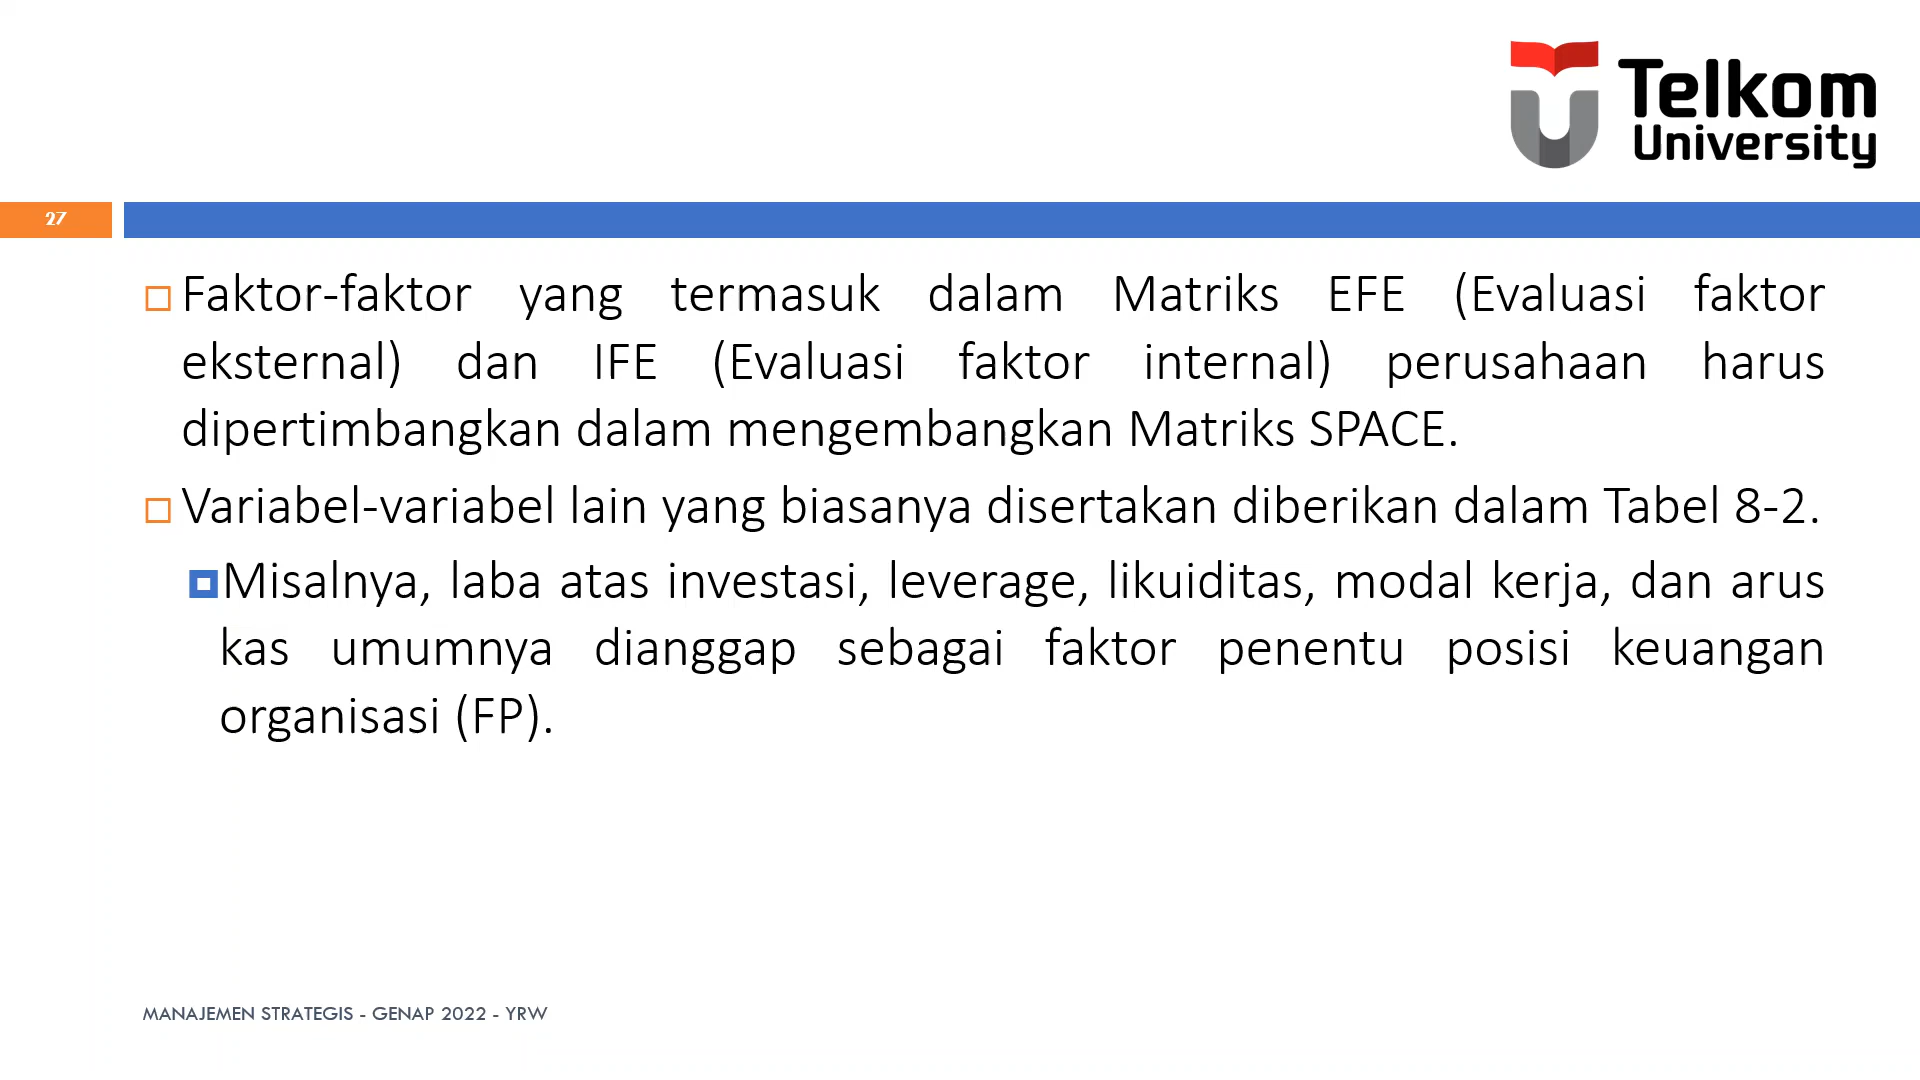 Telkom
University
27
Faktor-faktor yang termasuk dalam Matriks EFE (Evaluasi faktor
eksternal) dan IFE (Evaluasi faktor internal) perusahaan harus
dipertimbangkan dalam mengembangkan Matriks SPACE.
Variabel-variabel lain yang biasanya disertakan diberikan dalam Tabel 8-2.
Misalnya, laba atas investasi, leverage, likuiditas, modal kerja, dan arus
kas umumnya dianggap sebagai faktor penentu posisi keuangan
organisasi (FP).
MANAJEMEN STRATEGIS - GENAP 2022 - YRW